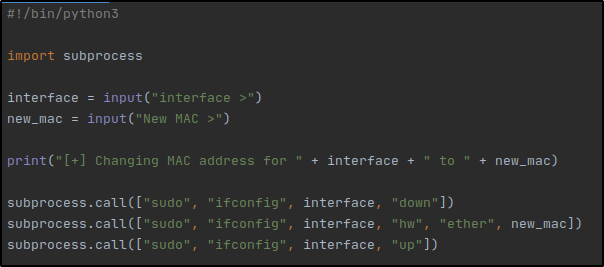 #!/bin/python3
import subprocess
interface = input("interface >")
new_mac = input("New MAC >")
print("[+] Changing MAC address for " + interface + " to " + new_mac)
subprocess.call(["sudo", "ifconfig", interface, "down"])
subprocess.call(["sudo", "ifconfig", interface, "hw", "ether", new_mac])
subprocess.call(["sudo", "ifconfig", interface, "up"])